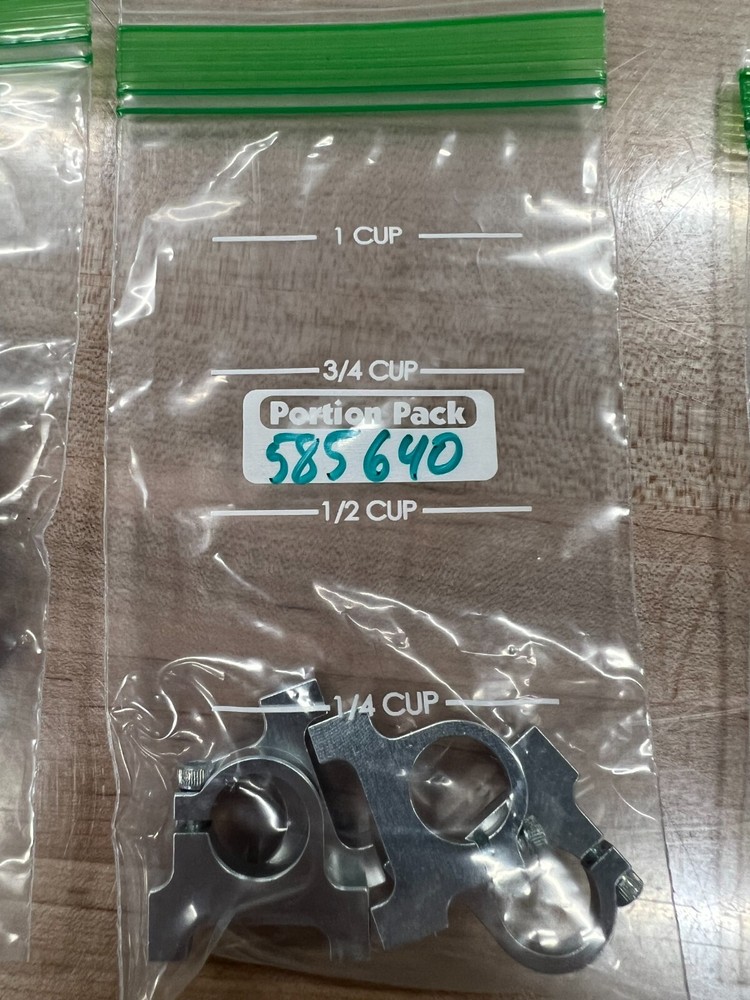 1 CUP
3/4 CUP
Portion Pack
585640
1/2 CUP
1/4 CUP